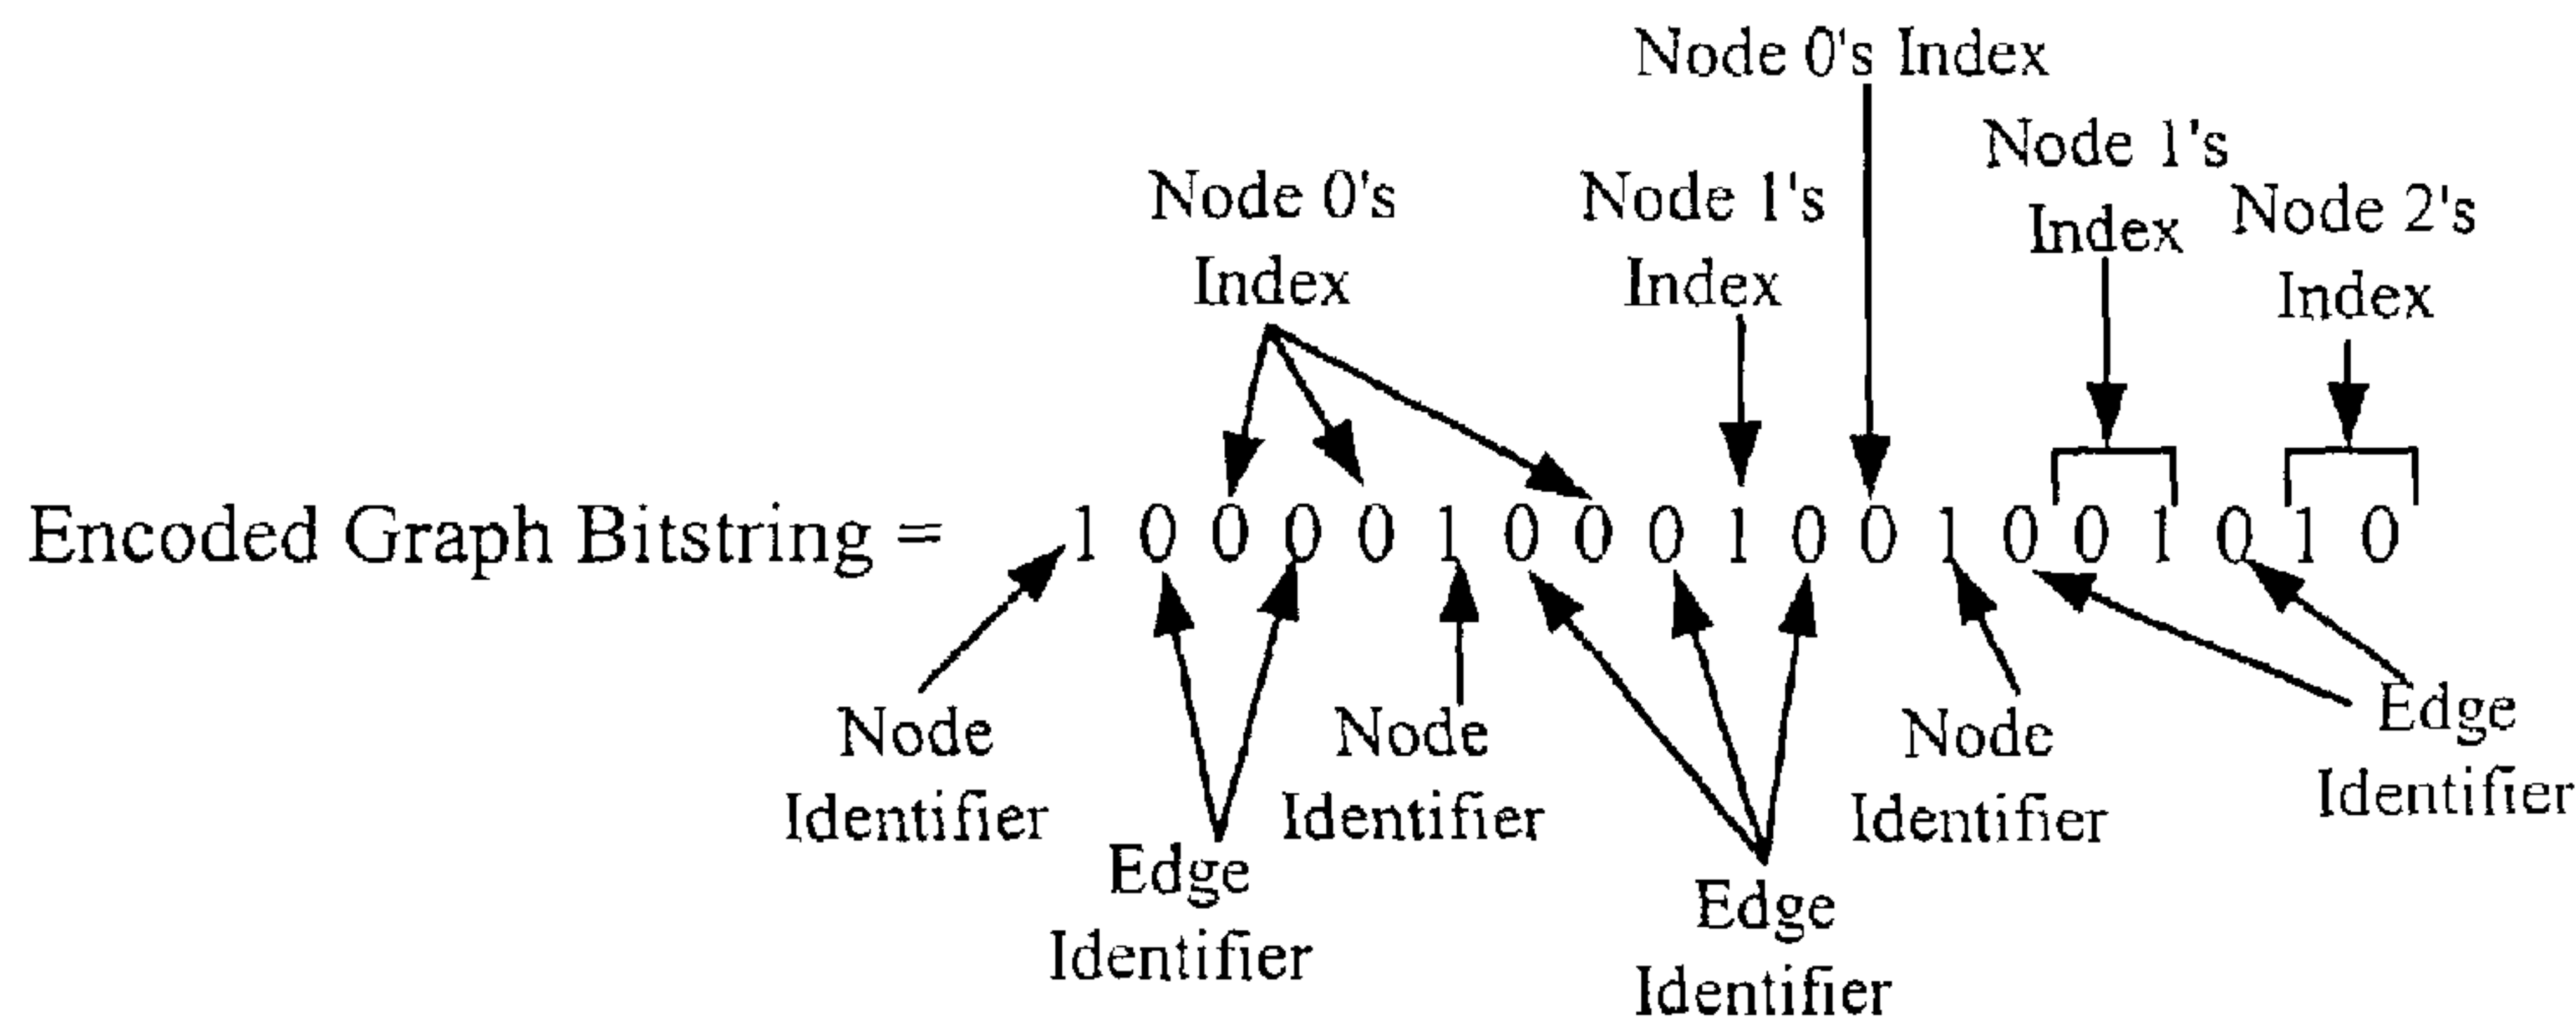 Node 0's Index
Node 1's
Index
Node 0's
Index
Node 1's
Index
Node 2's
Index
Encoded Graph Bitstring = 1 0 0 0 0 1 0 0 0 1 0 0 1 0 0 1 0 1 0
Node
Identifier
Edge
Identifier
Node
Identifier
Edge
Identifier
Node
Identifier
Edge
Identifier